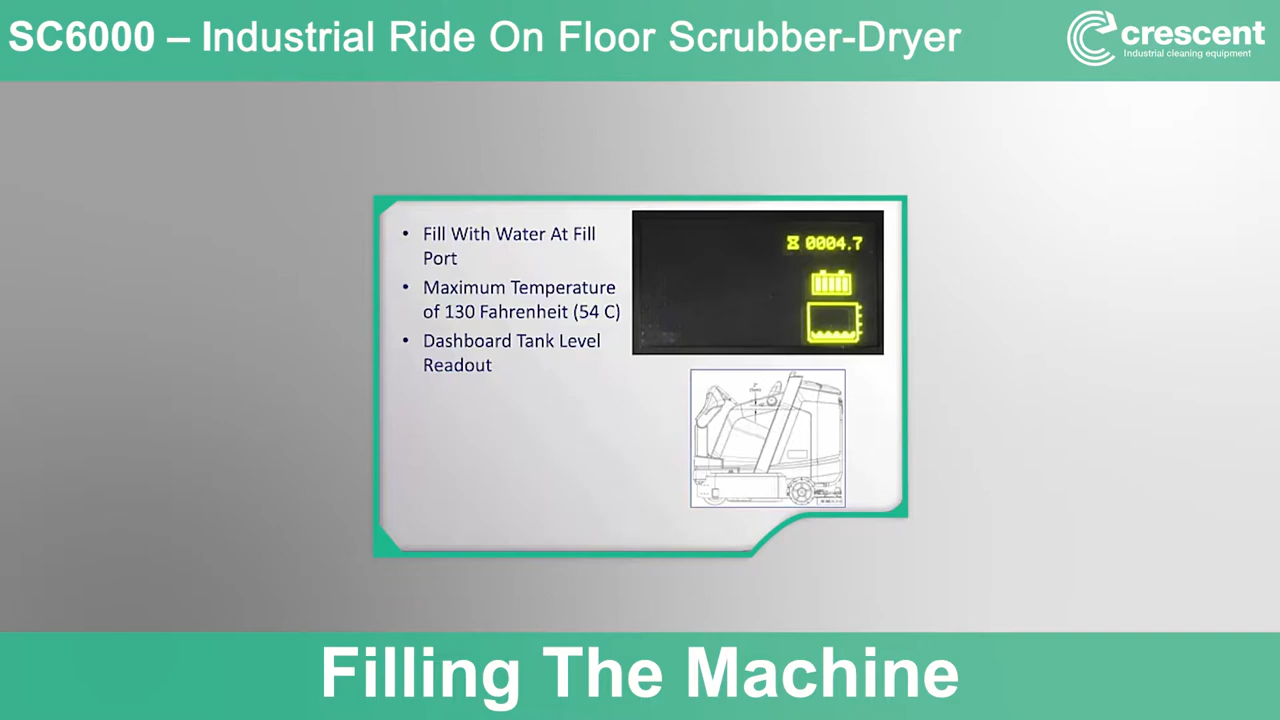 SC6000 – Industrial Ride On Floor Scrubber-Dryer
crescent
Industrial cleaning equipment
• Fill With Water At Fill
Port
• Maximum Temperature
of 130 Fahrenheit (54 C)
• Dashboard Tank Level
Readout
0004.7
Filling The Machine